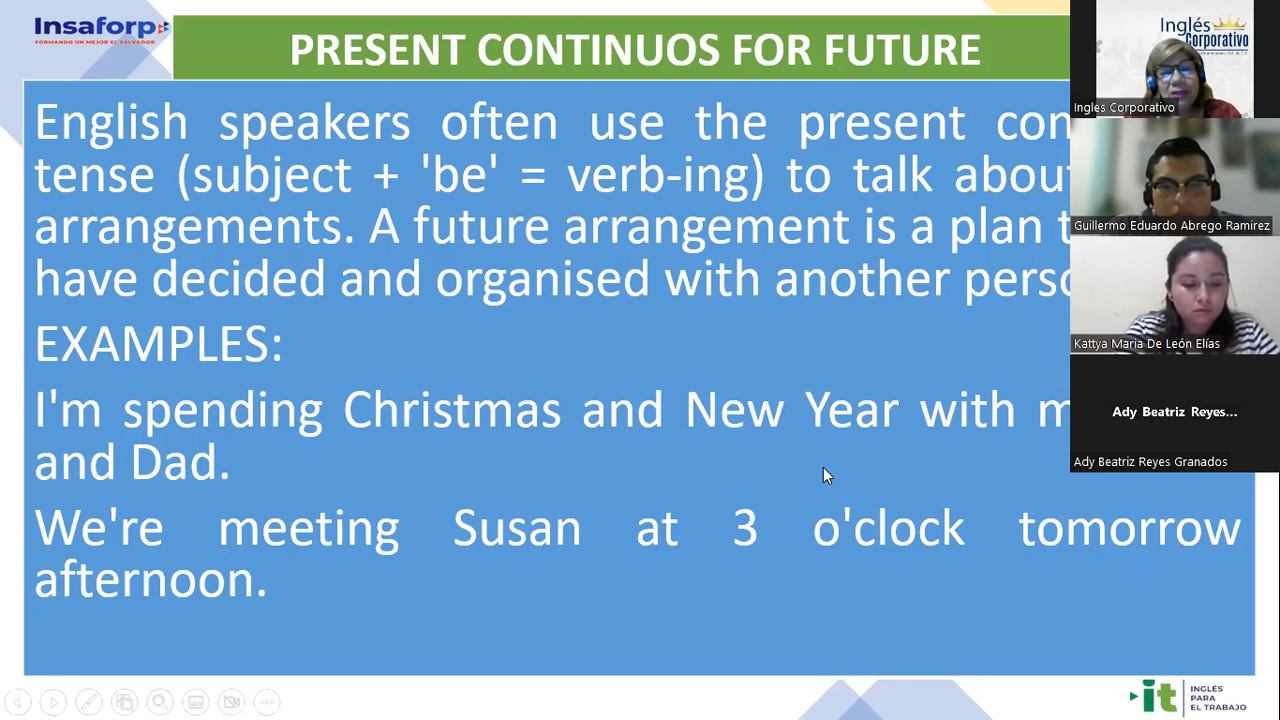 Insaforp
FORMANDO UN MEJOR EL SALVADOR
PRESENT CONTINUOS FOR FUTURE
English speakers often use the present
tense (subject + 'be' = verb-ing) to talk
arrangements. A future arrangement is a plan
have decided and organised with another
EXAMPLES:
I'm spending Christmas and New Year with
and Dad.
We're meeting Susan at 3 o'clock tomorrow
afternoon.
Inglés
Corporativo
Ingles Corporativo
Guillermo Eduardo Abrego Ramirez
Kattya Maria De León Elías
Ady Beatriz Reyes...
Ady Beatriz Reyes Granados
it
INGLÉS
PARA
EL TRABAJO